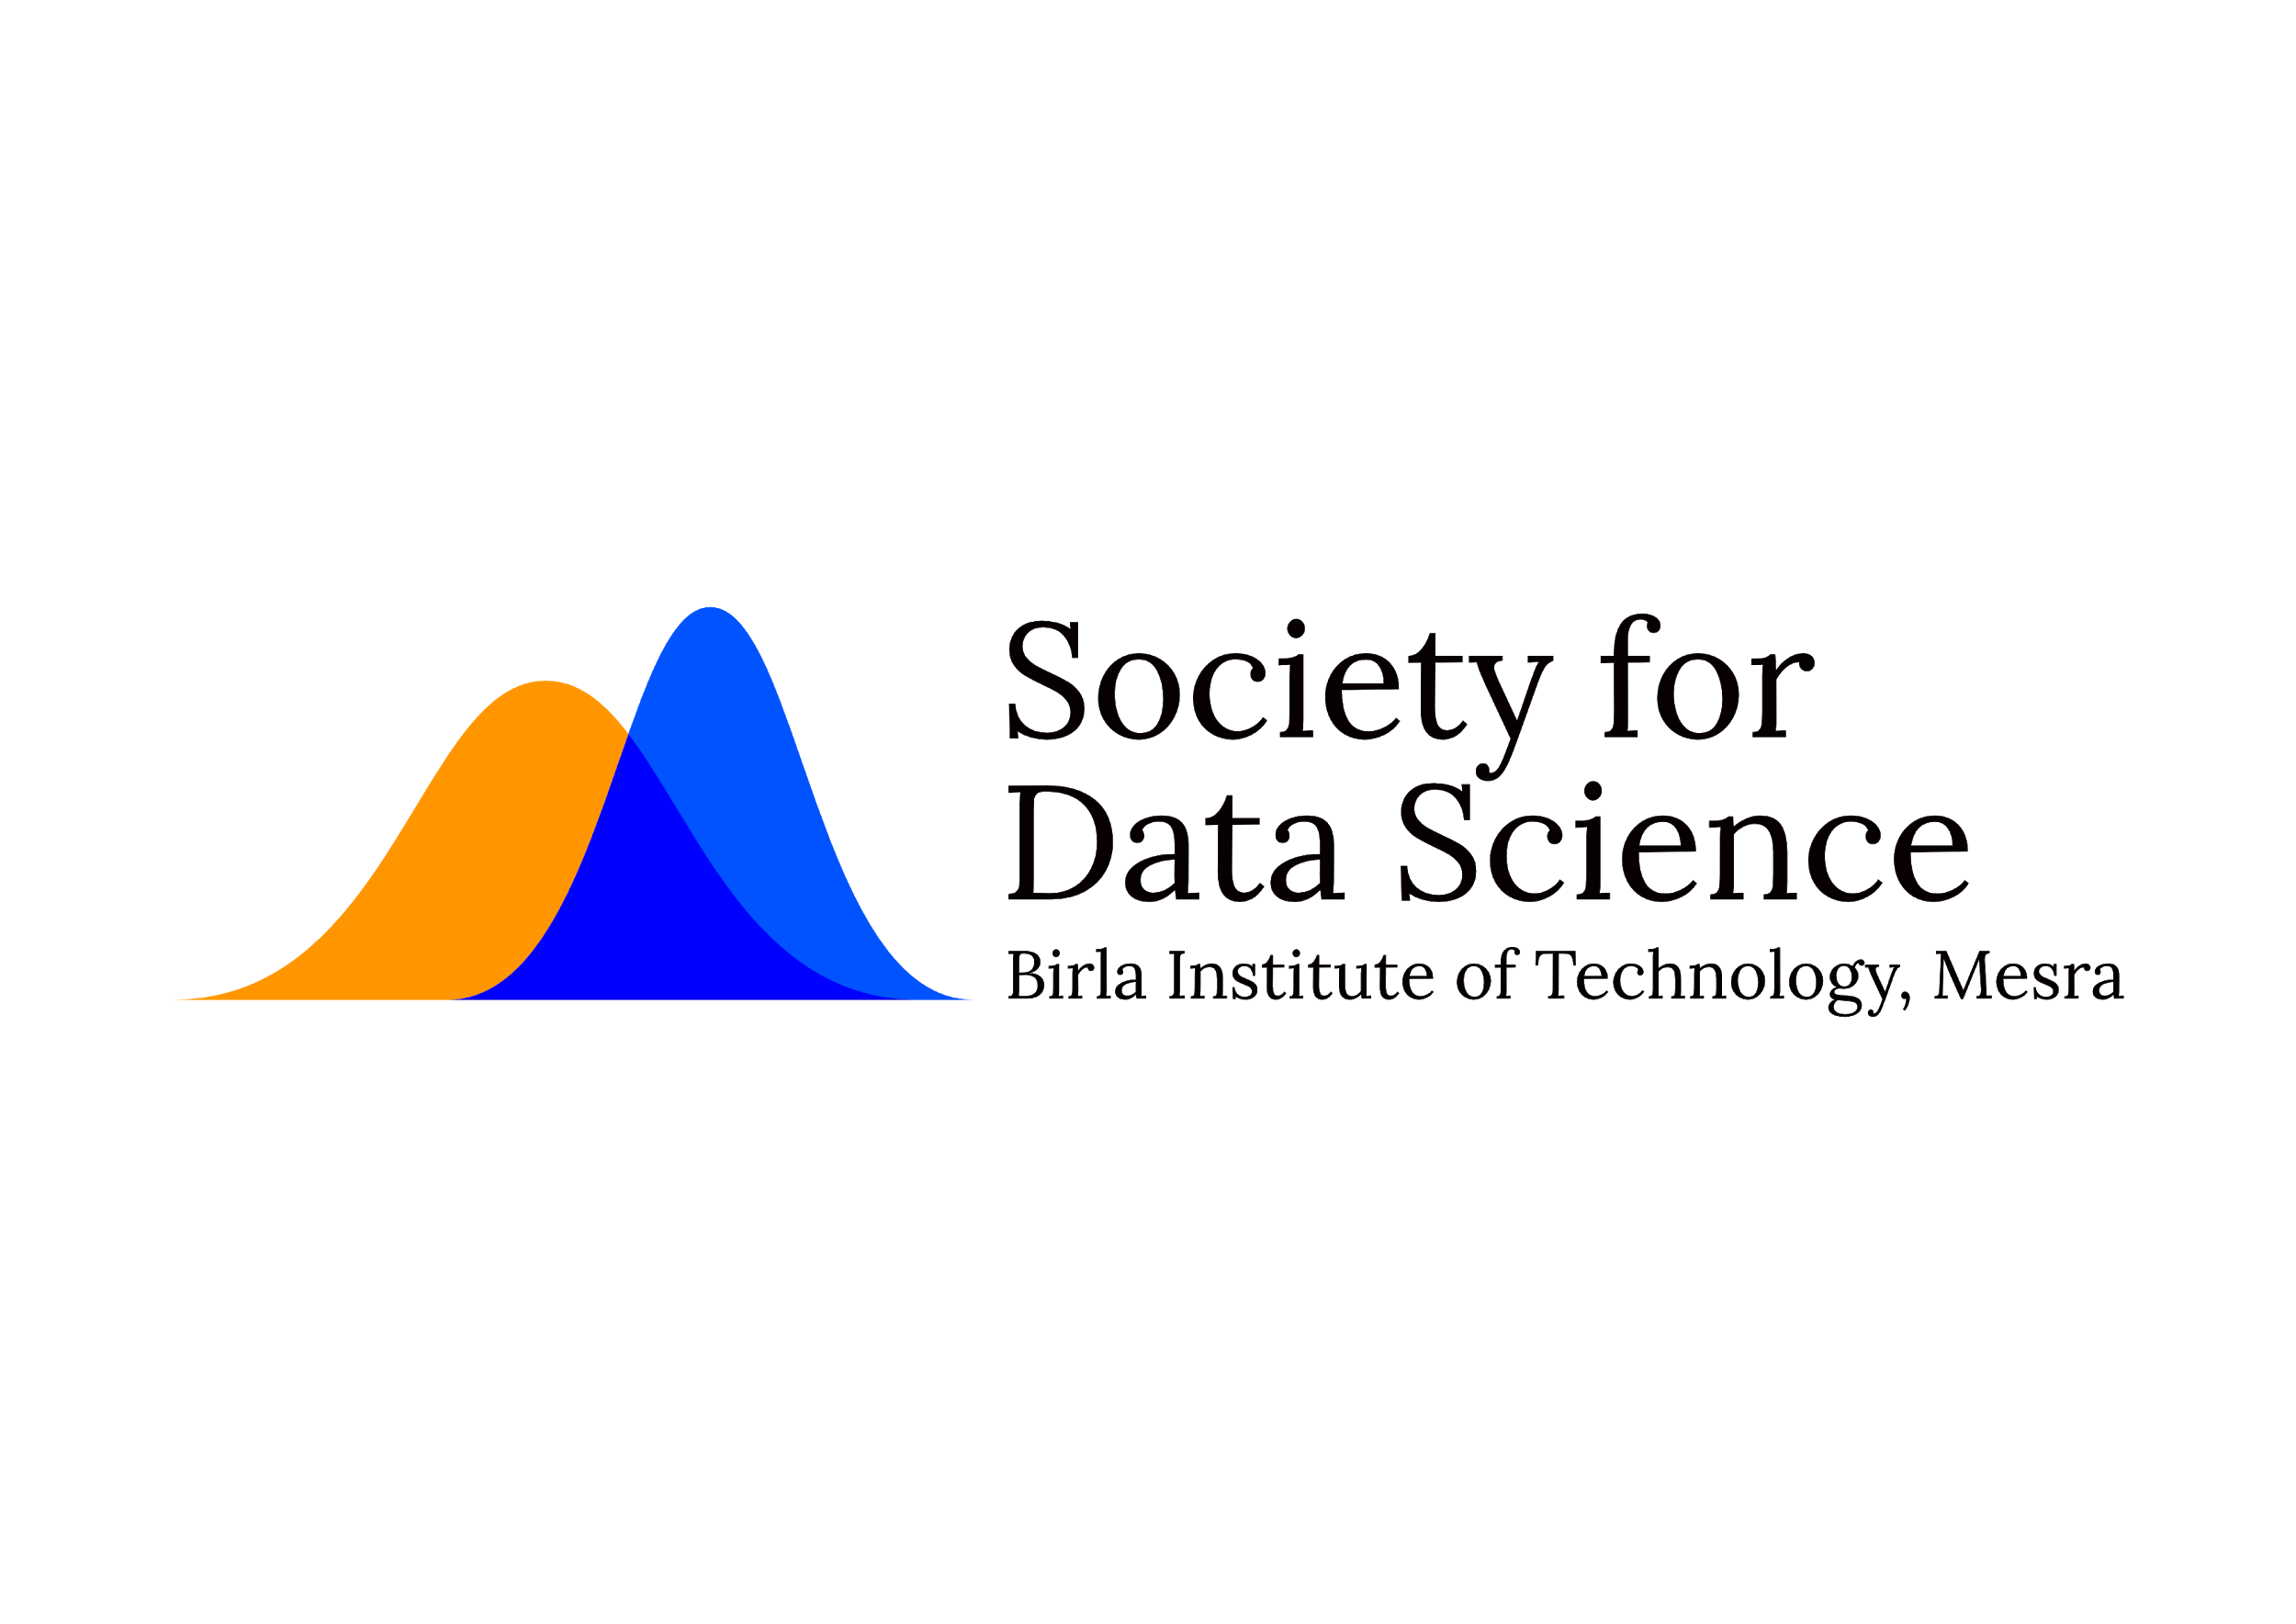 Society for
Data Science
Birla Institute of Technology, Mesra